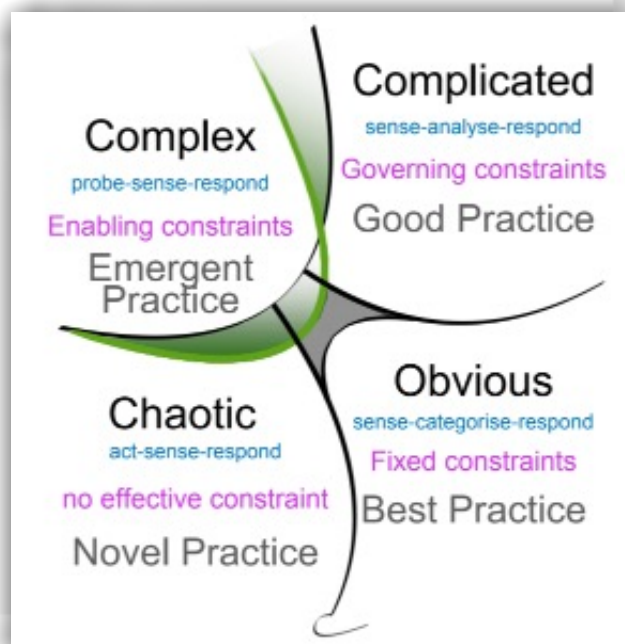 Complex
probe-sense-respond
Enabling constraints
Emergent
Practice
Complicated
sense-analyse-respond
Governing constraints
Good Practice
Chaotic
act-sense-respond
no effective constraint
Novel Practice
Obvious
sense-categorise-respond
Fixed constraints
Best Practice